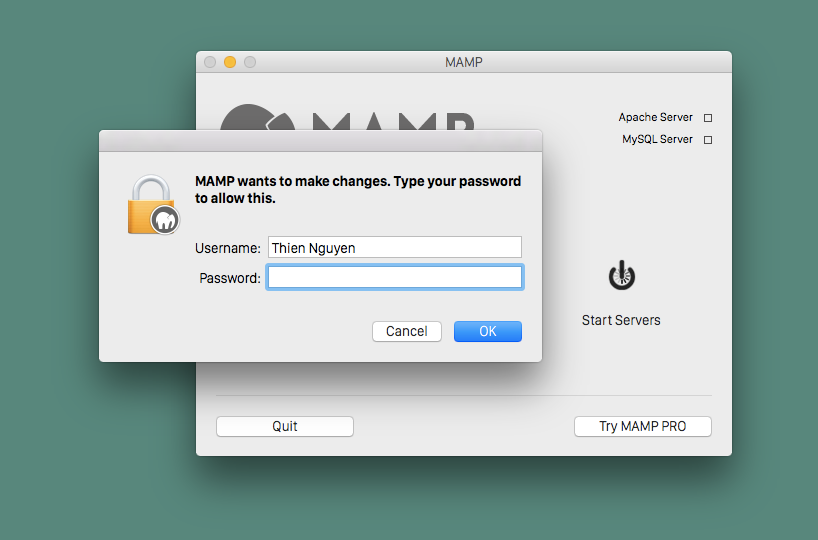 MAMP
MAMP
Apache Server
MySQL Server
MAMP wants to make changes. Type your password
to allow this.
Username: Thien Nguyen
Password:
Cancel
OK
Start Servers
Quit
Try MAMP PRO